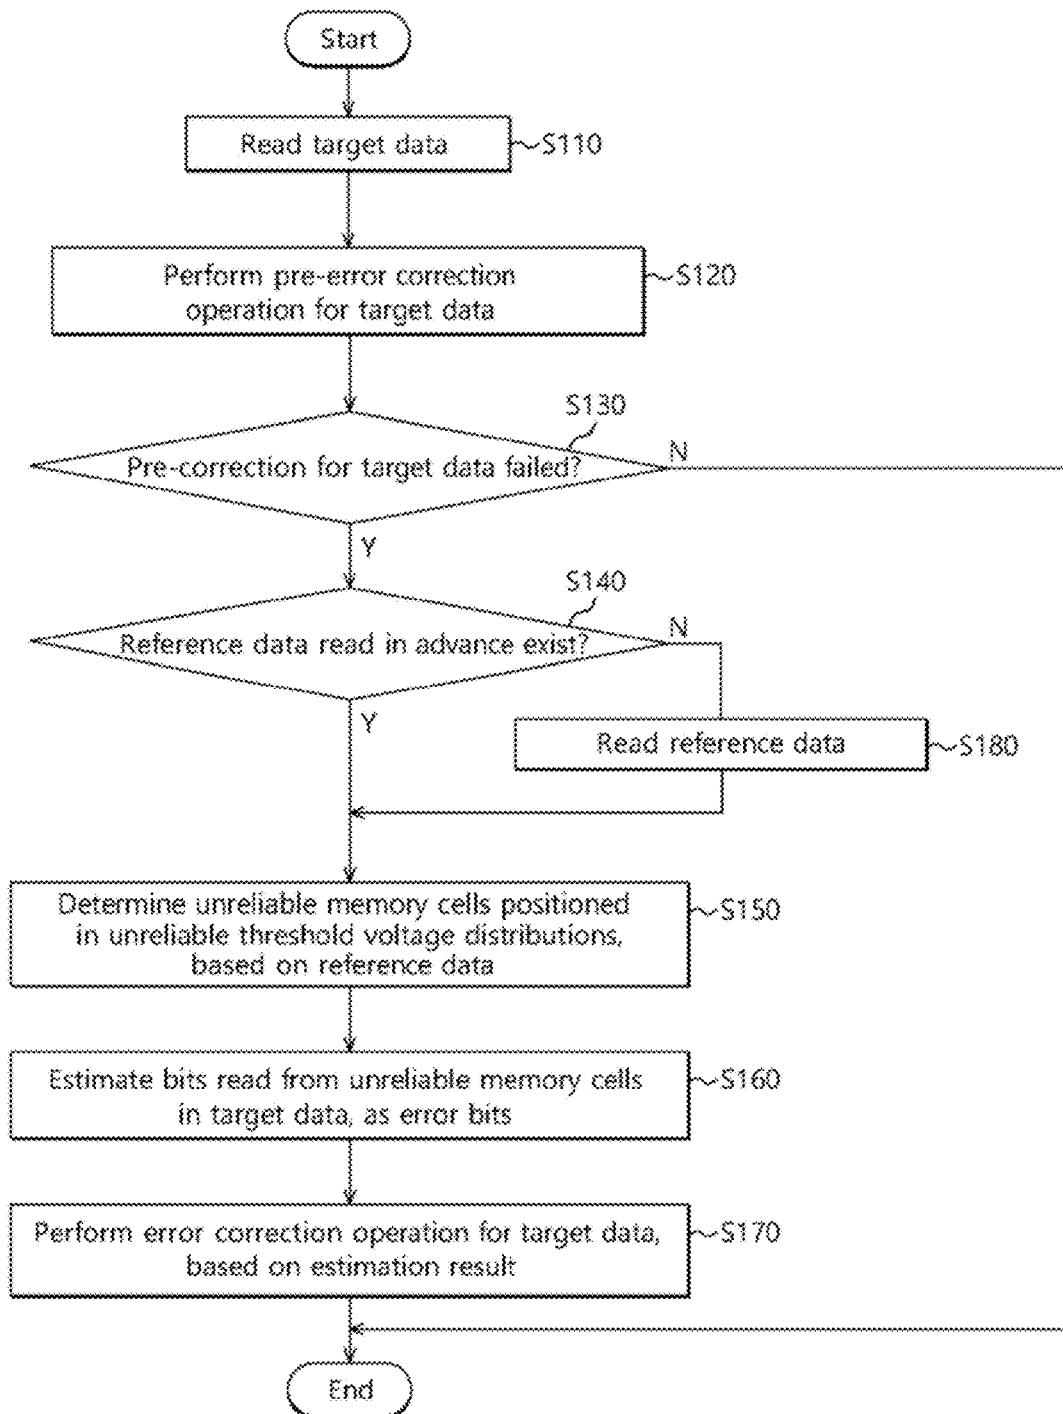 Start
Read target data
S110
Perform pre-error correction
operation for target data
S120
S130
Pre-correction for target data failed?
N
Y
S140
Reference data read in advance exist?
N
Y
Read reference data
S180
Determine unreliable memory cells positioned
in unreliable threshold voltage distributions,
based on reference data
S150
Estimate bits read from unreliable memory cells
in target data, as error bits
S160
Perform error correction operation for target data,
based on estimation result
S170
End